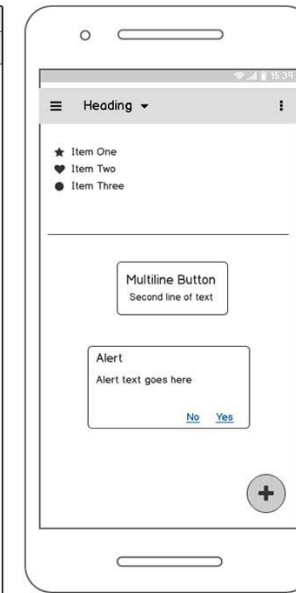 15:39
Heading
Item One
Item Two
Item Three
Multiline Button
Second line of text
Alert
Alert text goes here
No Yes